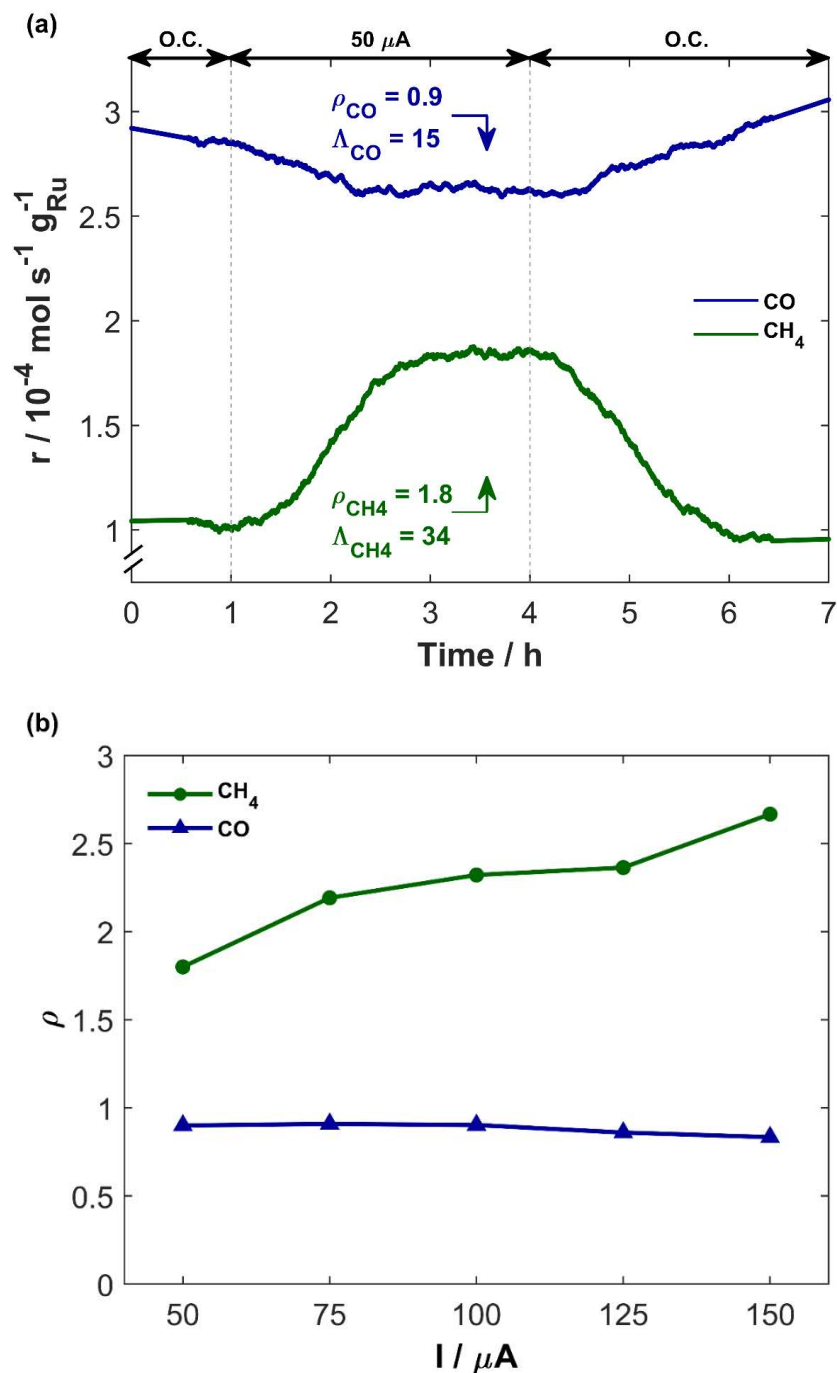 (a)
O.C. 50 μA O.C.
ρCO = 0.9
ΛCO = 15
CO
CH4
ρCH4 = 1.8
ΛCH4 = 34
r / 10-4 mol s-1 gRu-1
3
2.5
2
1.5
1
0 1 2 3 4 5 6 7
Time / h
(b)
CH4
CO
ρ
3
2.5
2
1.5
1
0.5
0
50 75 100 125 150
I / μA